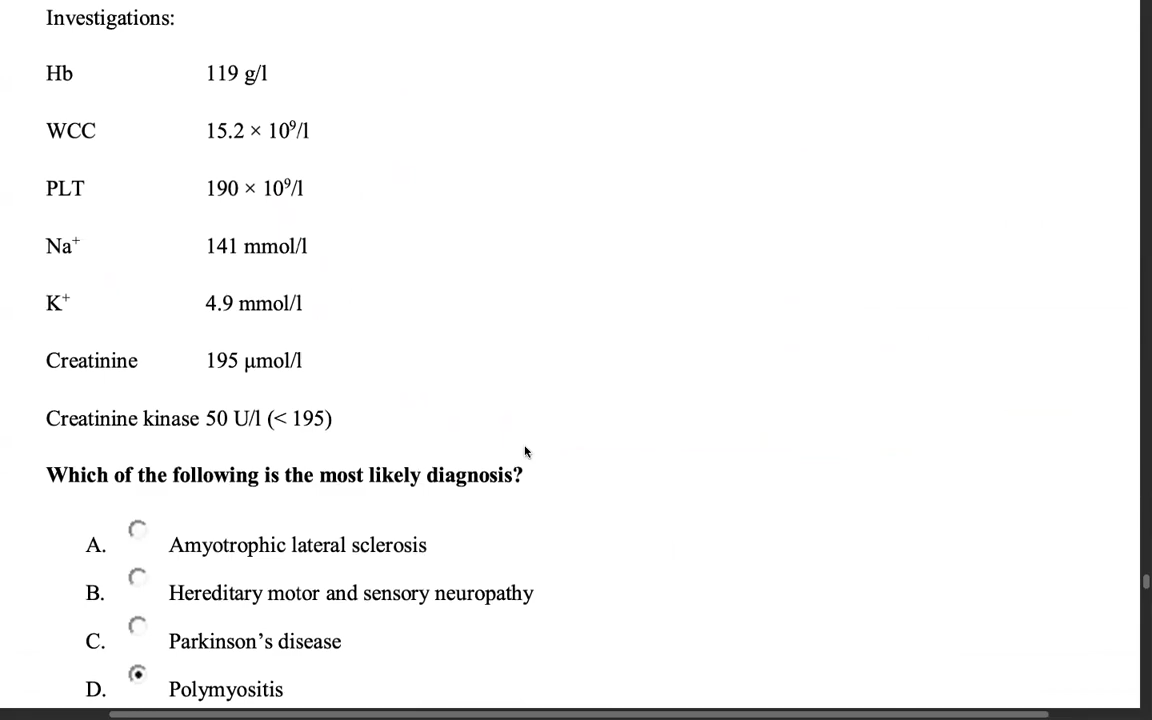 Investigations:
Hb 119 g/l
WCC 15.2 × 10⁹/l
PLT 190 × 10⁹/l
Na⁺ 141 mmol/l
K⁺ 4.9 mmol/l
Creatinine 195 μmol/l
Creatinine kinase 50 U/l (< 195)
Which of the following is the most likely diagnosis?
A. Amyotrophic lateral sclerosis
B. Hereditary motor and sensory neuropathy
C. Parkinson’s disease
D. Polymyositis